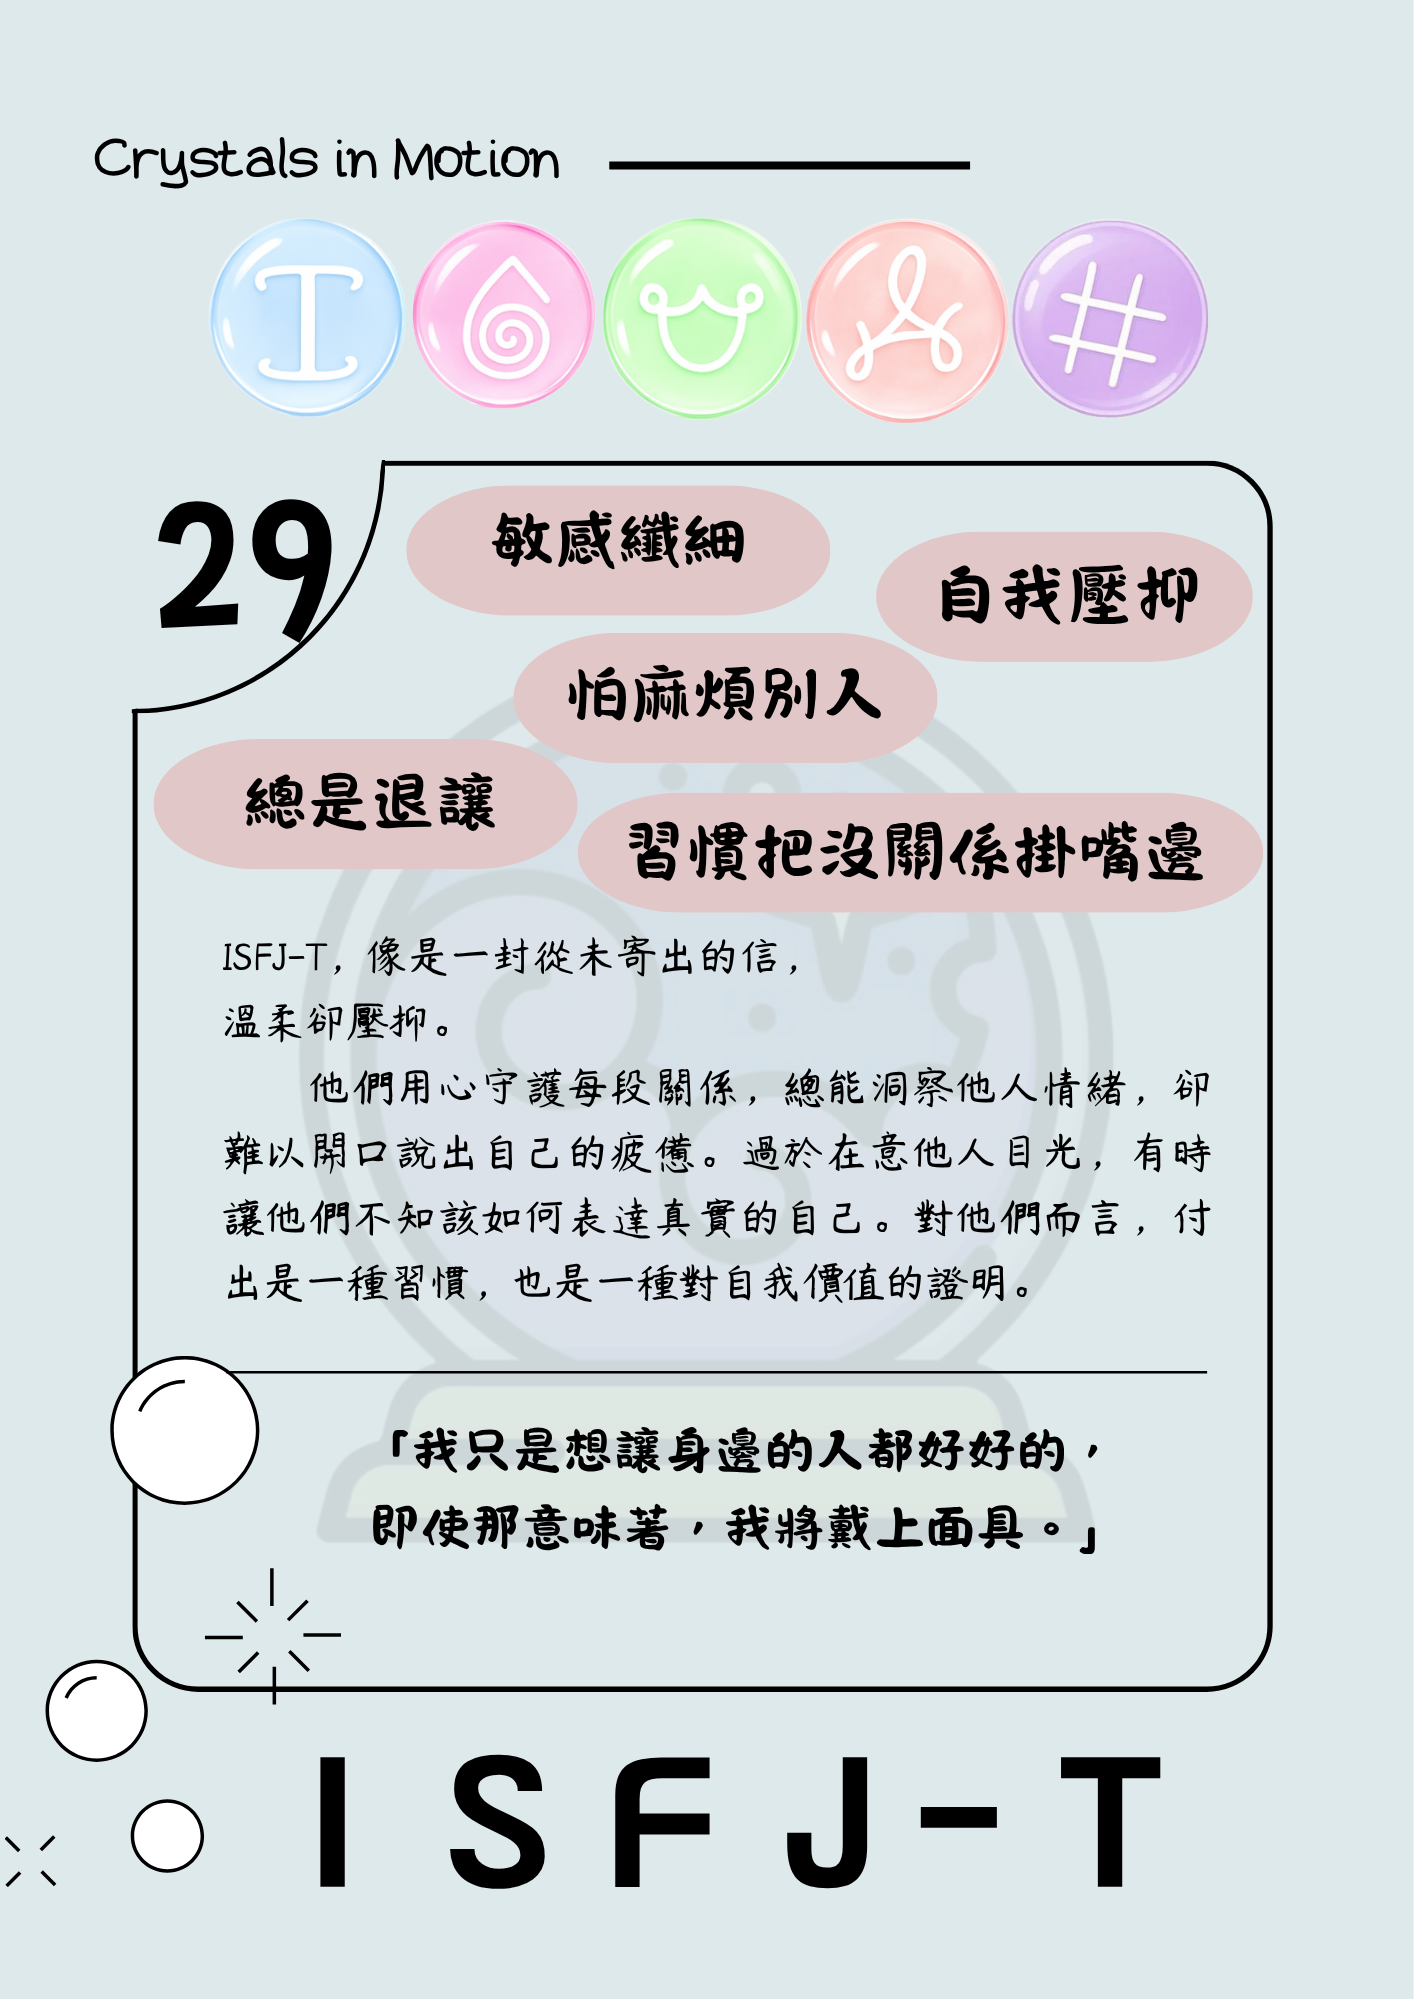 Crystals in Motion
29
敏感纖細
自我壓抑
怕麻煩別人
總是退讓
習慣把沒關係掛嘴邊
ISFJ-T，像是一封從未寄出的信，
溫柔卻壓抑。
他們用心守護每段關係，總能洞察他人情緒，卻
難以開口說出自己的疲憊。過於在意他人目光，有時
讓他們不知該如何表達真實的自己。對他們而言，付
出是一種習慣，也是一種對自我價值的證明。
「我只是想讓身邊的人都好好的，
即使那意味著，我將戴上面具。」
ISFJ-T